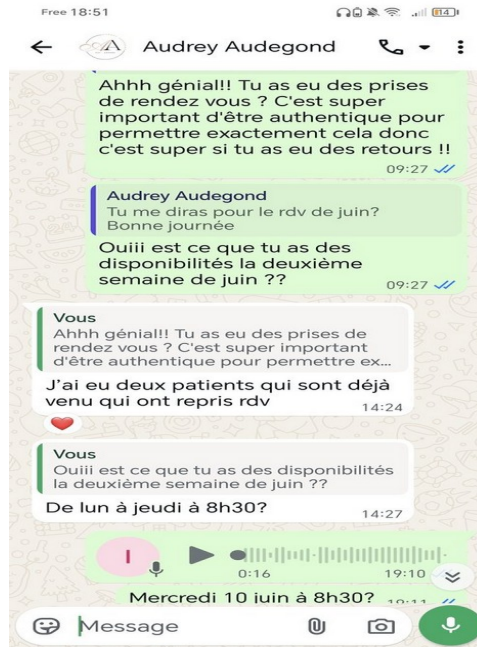 Free 18:51
14
Audrey Audegond
Ahhh génial!! Tu as eu des prises
de rendez vous ? C'est super
important d'être authentique pour
permettre exactement cela donc
c'est super si tu as eu des retours !!
09:27
Audrey Audegond
Tu me diras pour le rdv de juin?
Bonne journée
Ouiii est ce que tu as des
disponibilités la deuxième
semaine de juin ??
09:27
Vous
Ahhh génial!! Tu as eu des prises de
rendez vous ? C'est super important
d'être authentique pour permettre ex...
J'ai eu deux patients qui sont déjà
venu qui ont repris rdv
14:24
Vous
Ouiii est ce que tu as des disponibilités
la deuxième semaine de juin ??
De lun à jeudi à 8h30?
14:27
I
0:16
19:10
Mercredi 10 juin à 8h30?
Message